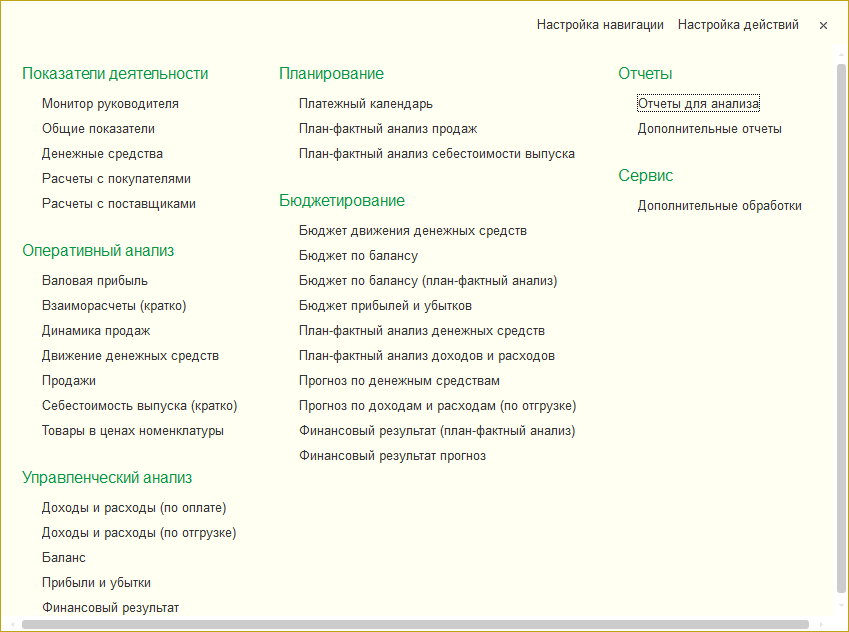 Настройка навигации Настройка действий ×
Показатели деятельности
Монитор руководителя
Общие показатели
Денежные средства
Расчеты с покупателями
Расчеты с поставщиками
Оперативный анализ
Валовая прибыль
Взаиморасчеты (кратко)
Динамика продаж
Движение денежных средств
Продажи
Себестоимость выпуска (кратко)
Товары в ценах номенклатуры
Управленческий анализ
Доходы и расходы (по оплате)
Доходы и расходы (по отгрузке)
Баланс
Прибыли и убытки
Финансовый результат
Планирование
Платежный календарь
План-фактный анализ продаж
План-фактный анализ себестоимости выпуска
Бюджетирование
Бюджет движения денежных средств
Бюджет по балансу
Бюджет по балансу (план-фактный анализ)
Бюджет прибылей и убытков
План-фактный анализ денежных средств
План-фактный анализ доходов и расходов
Прогноз по денежным средствам
Прогноз по доходам и расходам (по отгрузке)
Финансовый результат (план-фактный анализ)
Финансовый результат прогноз
Отчеты
Отчеты для анализа
Дополнительные отчеты
Сервис
Дополнительные обработки